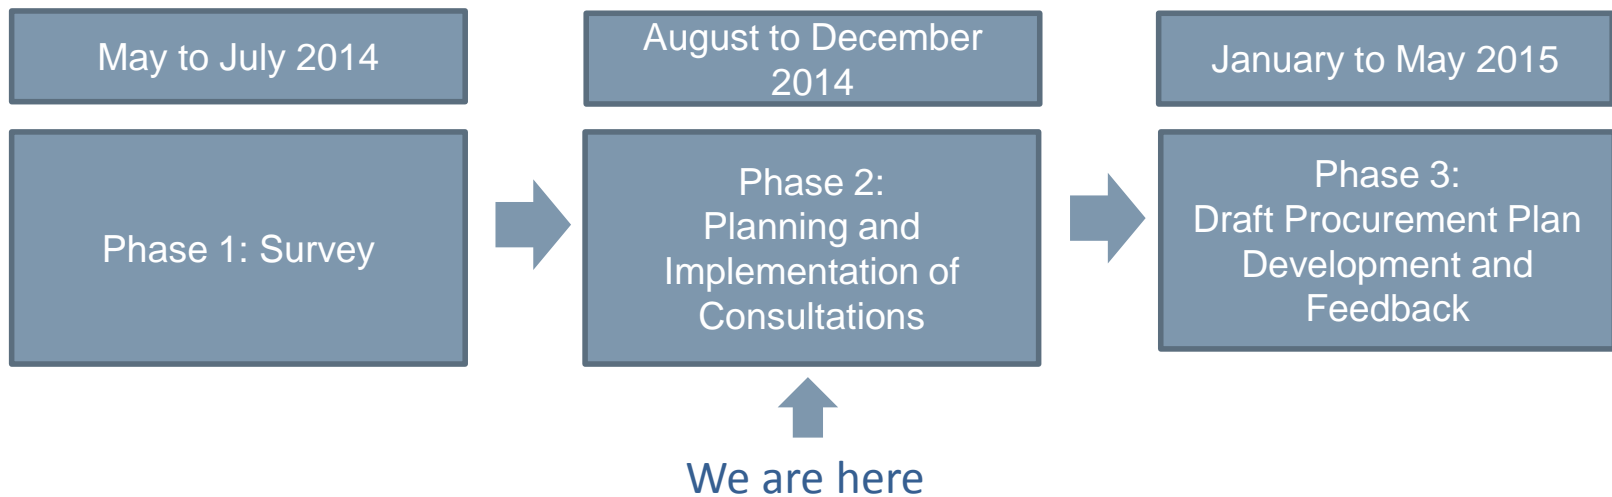 May to July 2014
August to December
2014
January to May 2015
Phase 1: Survey
Phase 2:
Planning and
Implementation of
Consultations
Phase 3:
Draft Procurement Plan
Development and
Feedback
We are here